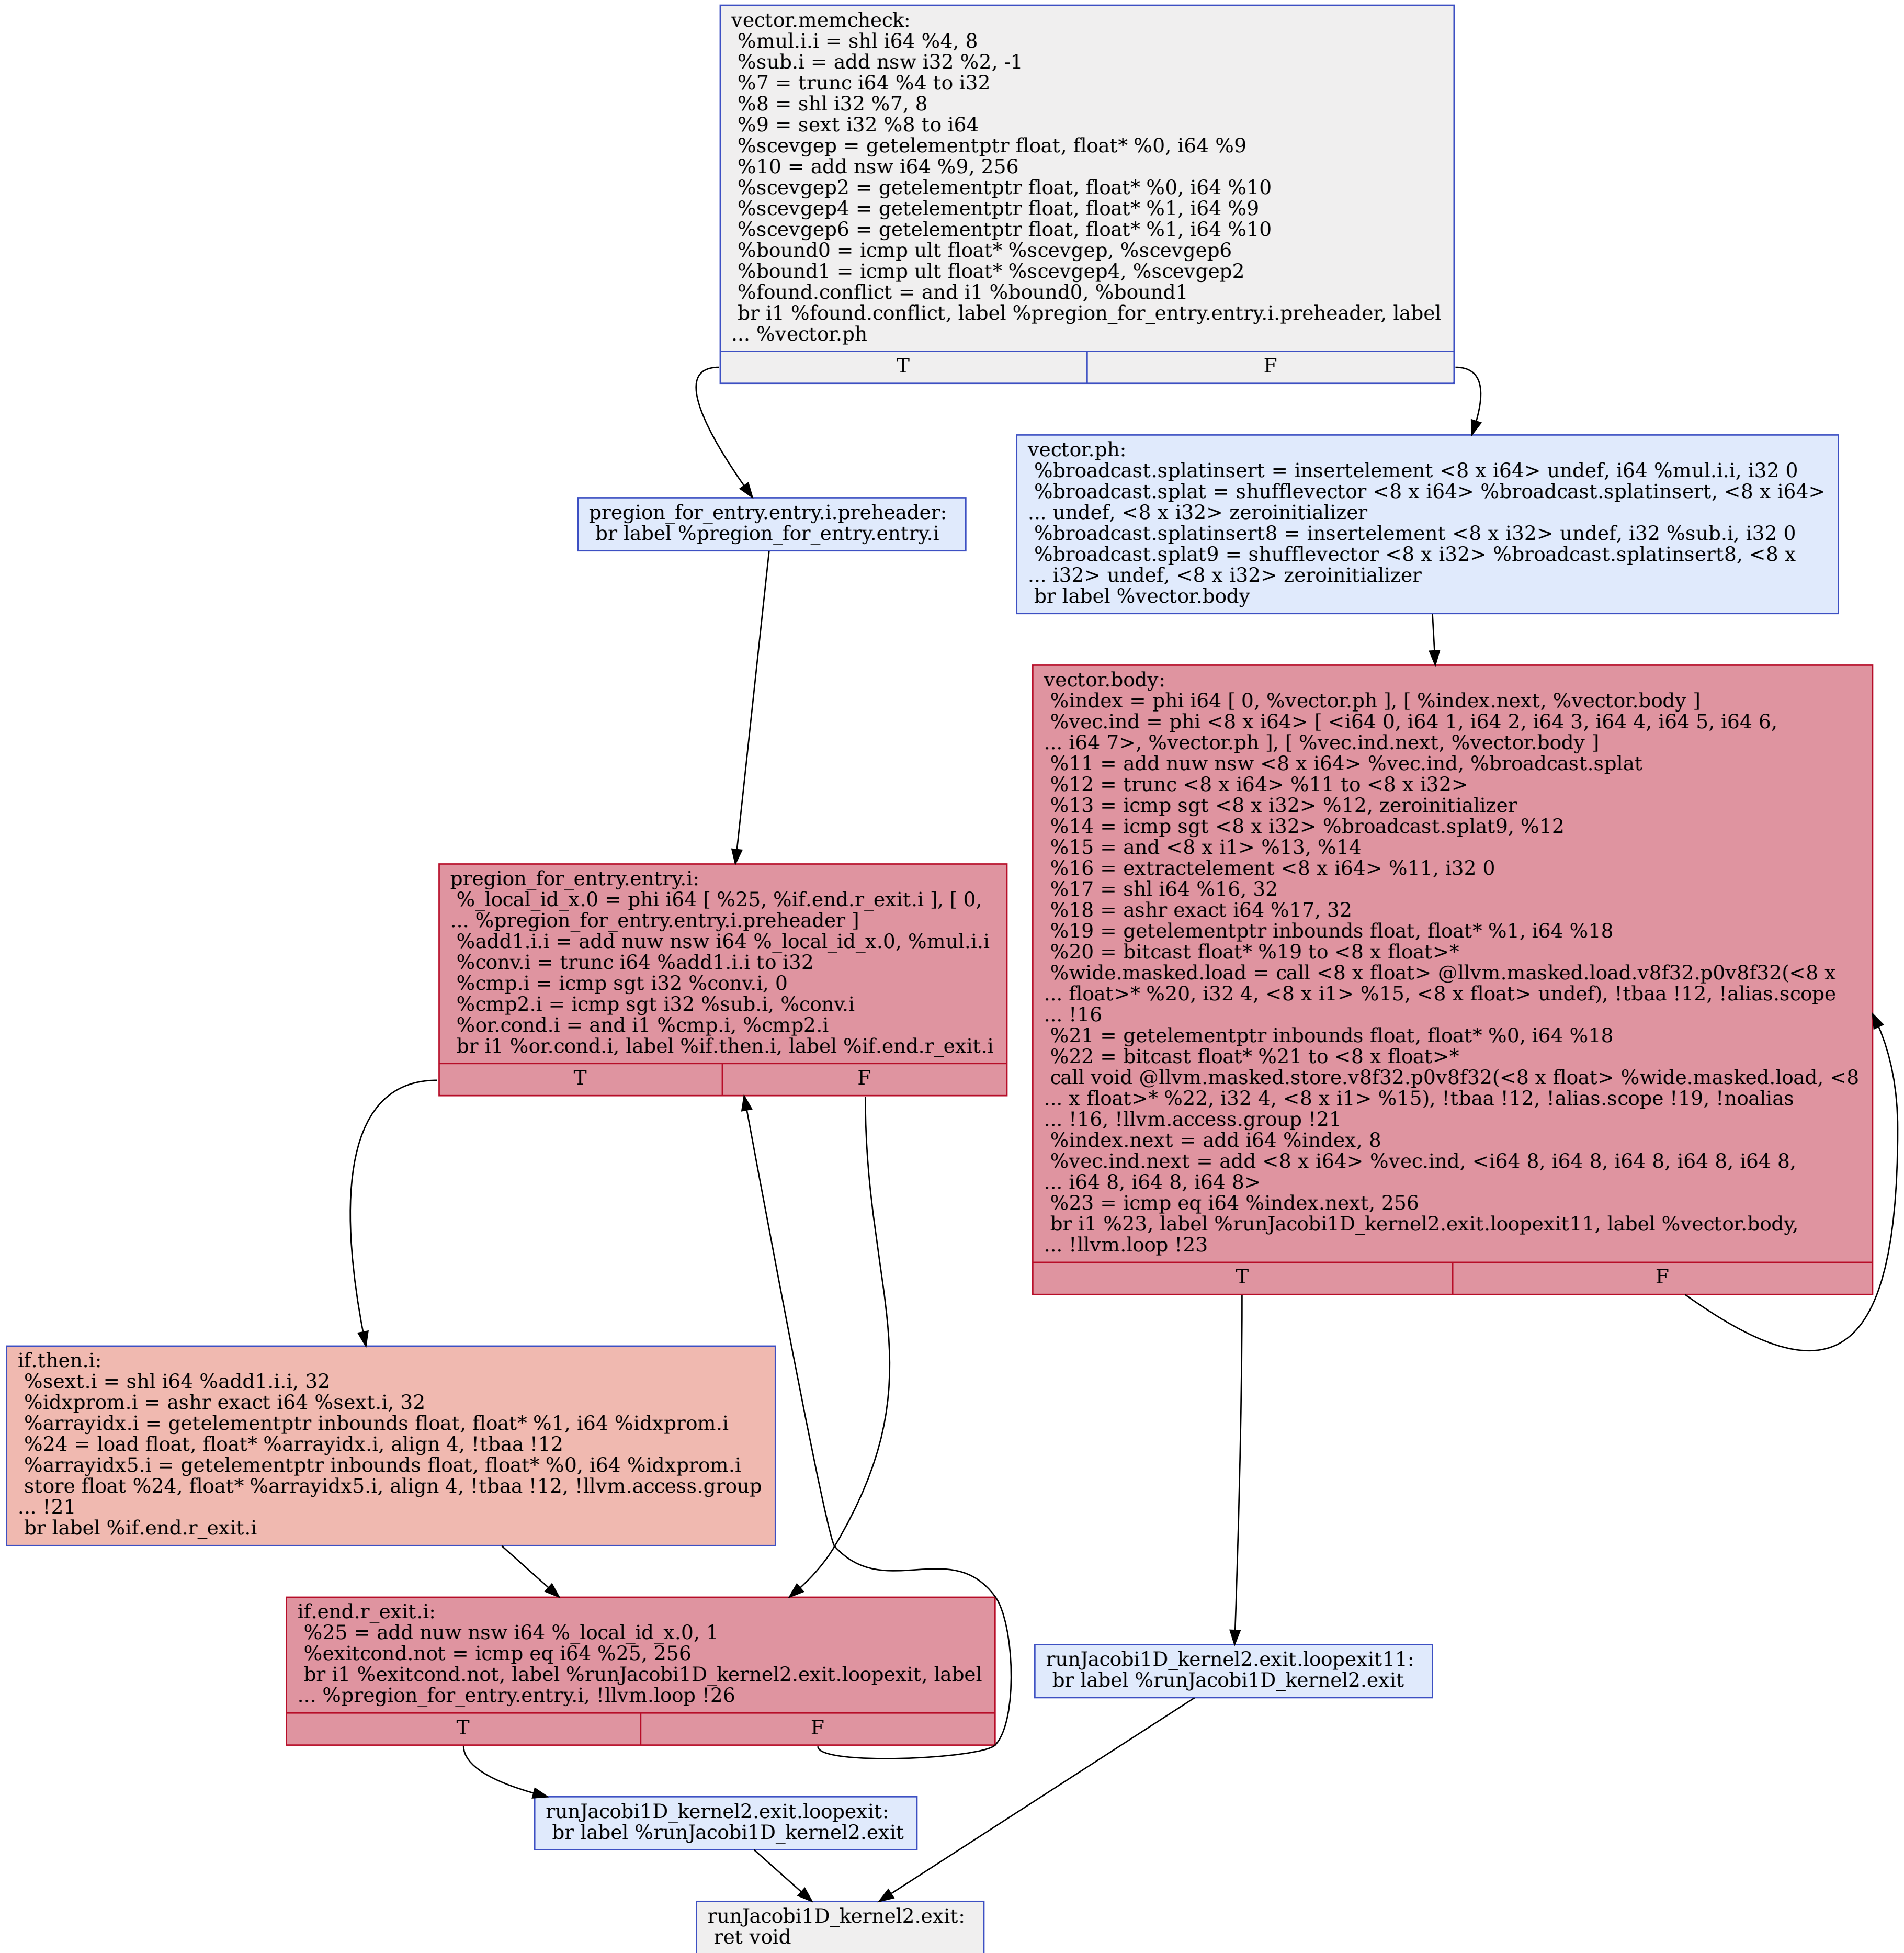 vector.memcheck:
%mul.i.i = shl i64 %4, 8
%sub.i = add nsw i32 %2, -1
%7 = trunc i64 %4 to i32
%8 = shl i32 %7, 8
%9 = sext i32 %8 to i64
%scevgep = getelementptr float, float* %0, i64 %9
%10 = add nsw i64 %9, 256
%scevgep2 = getelementptr float, float* %0, i64 %10
%scevgep4 = getelementptr float, float* %1, i64 %9
%scevgep6 = getelementptr float, float* %1, i64 %10
%bound0 = icmp ult float* %scevgep, %scevgep6
%bound1 = icmp ult float* %scevgep4, %scevgep2
%found.conflict = and i1 %bound0, %bound1
br i1 %found.conflict, label %pregion_for_entry.entry.i.preheader, label
... %vector.ph
T
F
vector.ph:
%broadcast.splatinsert = insertelement <8 x i64> undef, i64 %mul.i.i, i32 0
%broadcast.splat = shufflevector <8 x i64> %broadcast.splatinsert, <8 x i64>
... undef, <8 x i32> zeroinitializer
%broadcast.splatinsert8 = insertelement <8 x i32> undef, i32 %sub.i, i32 0
%broadcast.splat9 = shufflevector <8 x i32> %broadcast.splatinsert8, <8 x
... i32> undef, <8 x i32> zeroinitializer
br label %vector.body
pregion_for_entry.entry.i.preheader:
br label %pregion_for_entry.entry.i
vector.body:
%index = phi i64 [ 0, %vector.ph ], [ %index.next, %vector.body ]
%vec.ind = phi <8 x i64> [ <i64 0, i64 1, i64 2, i64 3, i64 4, i64 5, i64 6,
... i64 7>, %vector.ph ], [ %vec.ind.next, %vector.body ]
%11 = add nuw nsw <8 x i64> %vec.ind, %broadcast.splat
%12 = trunc <8 x i64> %11 to <8 x i32>
%13 = icmp sgt <8 x i32> %12, zeroinitializer
%14 = icmp sgt <8 x i32> %broadcast.splat9, %12
%15 = and <8 x i1> %13, %14
%16 = extractelement <8 x i64> %11, i32 0
%17 = shl i64 %16, 32
%18 = ashr exact i64 %17, 32
%19 = getelementptr inbounds float, float* %1, i64 %18
%20 = bitcast float* %19 to <8 x float>*
%wide.masked.load = call <8 x float> @llvm.masked.load.v8f32.p0v8f32(<8 x
... float>* %20, i32 4, <8 x i1> %15, <8 x float> undef), !tbaa !12, !alias.scope
... !16
%21 = getelementptr inbounds float, float* %0, i64 %18
%22 = bitcast float* %21 to <8 x float>*
call void @llvm.masked.store.v8f32.p0v8f32(<8 x float> %wide.masked.load, <8
... x float>* %22, i32 4, <8 x i1> %15), !tbaa !12, !alias.scope !19, !noalias
... !16, !llvm.access.group !21
%index.next = add i64 %index, 8
%vec.ind.next = add <8 x i64> %vec.ind, <i64 8, i64 8, i64 8, i64 8, i64 8,
... i64 8, i64 8, i64 8>
%23 = icmp eq i64 %index.next, 256
br i1 %23, label %runJacobi1D_kernel2.exit.loopexit11, label %vector.body,
... !llvm.loop !23
T
F
pregion_for_entry.entry.i:
%_local_id_x.0 = phi i64 [ %25, %if.end.r_exit.i ], [ 0,
... %pregion_for_entry.entry.i.preheader ]
%add1.i.i = add nuw nsw i64 %_local_id_x.0, %mul.i.i
%conv.i = trunc i64 %add1.i.i to i32
%cmp.i = icmp sgt i32 %conv.i, 0
%cmp2.i = icmp sgt i32 %sub.i, %conv.i
%or.cond.i = and i1 %cmp.i, %cmp2.i
br i1 %or.cond.i, label %if.then.i, label %if.end.r_exit.i
T
F
if.then.i:
%sext.i = shl i64 %add1.i.i, 32
%idxprom.i = ashr exact i64 %sext.i, 32
%arrayidx.i = getelementptr inbounds float, float* %1, i64 %idxprom.i
%24 = load float, float* %arrayidx.i, align 4, !tbaa !12
%arrayidx5.i = getelementptr inbounds float, float* %0, i64 %idxprom.i
store float %24, float* %arrayidx5.i, align 4, !tbaa !12, !llvm.access.group
... !21
br label %if.end.r_exit.i
if.end.r_exit.i:
%25 = add nuw nsw i64 %_local_id_x.0, 1
%exitcond.not = icmp eq i64 %25, 256
br i1 %exitcond.not, label %runJacobi1D_kernel2.exit.loopexit, label
... %pregion_for_entry.entry.i, !llvm.loop !26
T
F
runJacobi1D_kernel2.exit.loopexit11:
br label %runJacobi1D_kernel2.exit
runJacobi1D_kernel2.exit.loopexit:
br label %runJacobi1D_kernel2.exit
runJacobi1D_kernel2.exit:
ret void